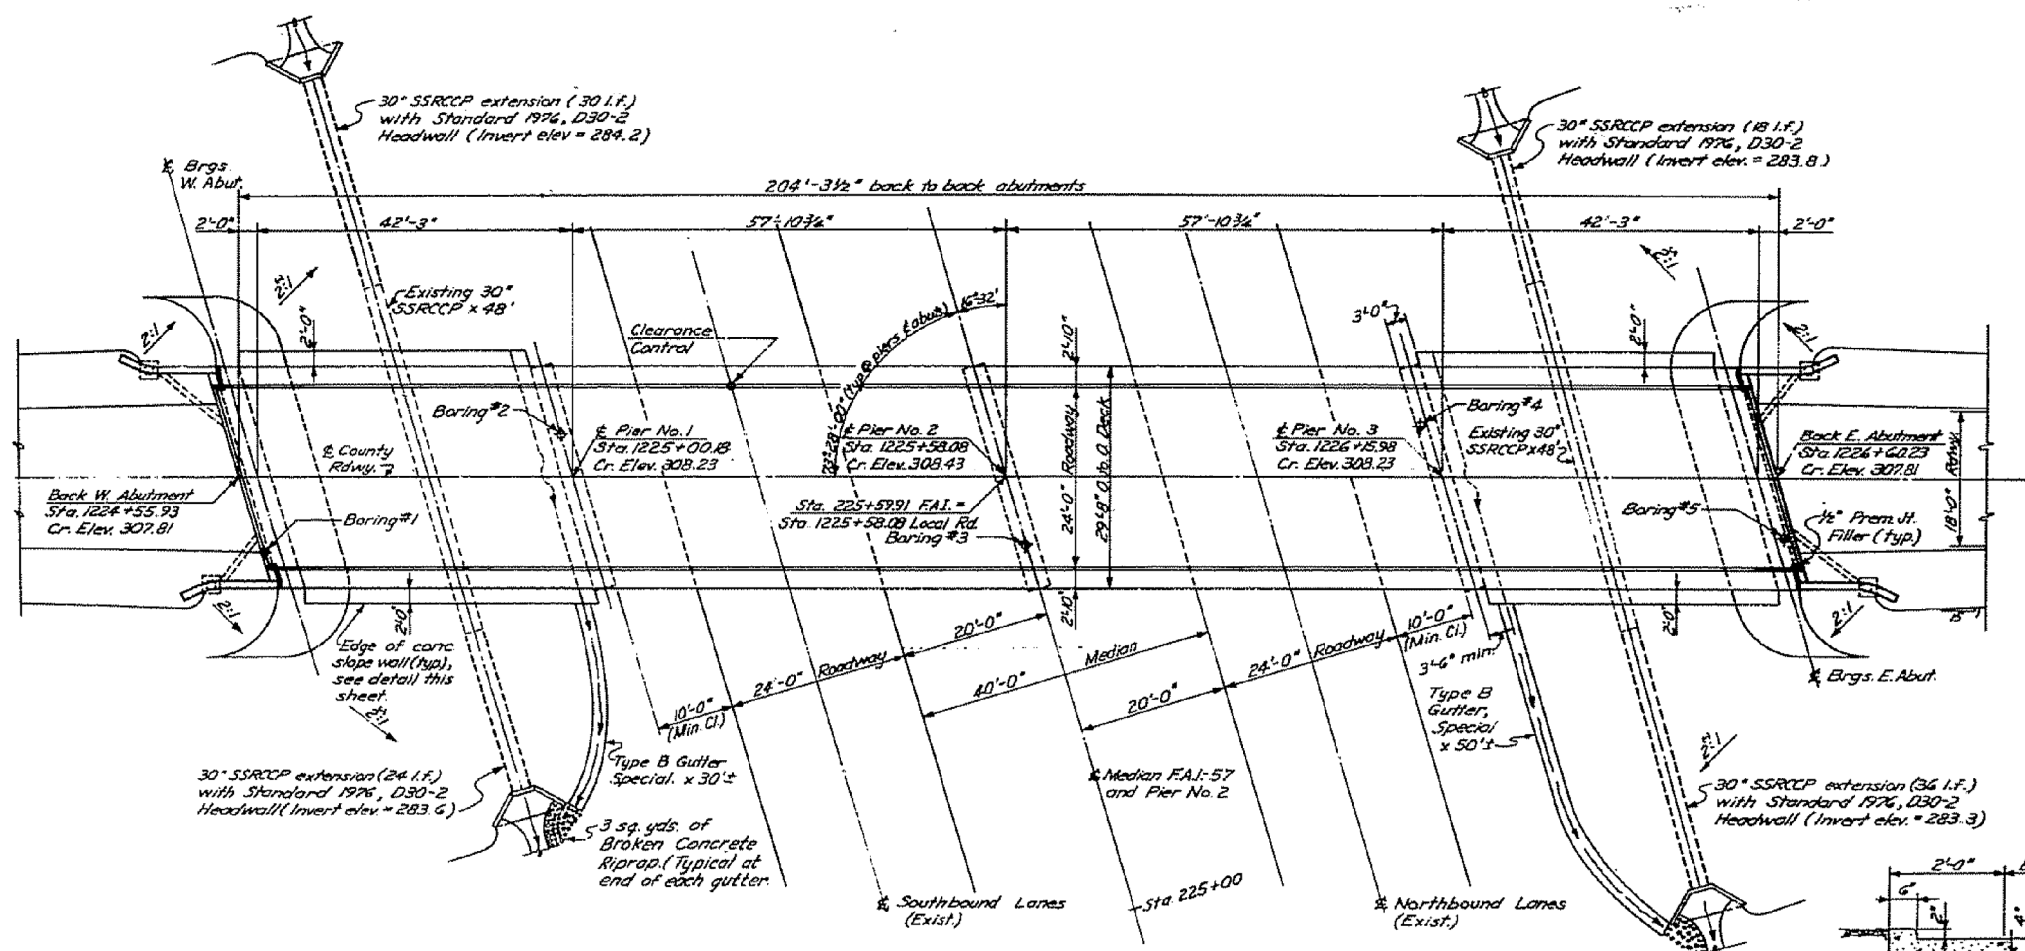 30" SSRCCP extension (30 l.f.)
with Standard 1976, D30-2
Headwall (Invert elev = 284.2)
30" SSRCCP extension (18 l.f.)
with Standard 1976, D30-2
Headwall (Invert elev. = 283.8)
℄ Brgs.
W. Abut.
204'-3½" back to back abutments
2'-0"
42'-3"
57'-10¾"
57'-10¾"
42'-3"
2'-0"
2:1
2:1
Existing 30"
SSRCCP x 48'
2'-0"
Clearance
Control
73°28'-00" (typ @ piers & abut.)
16°32'
2'-10"
3'-0"
2'-0"
2:1
Boring #2
℄ Pier No. 1
Sta. 1225+00.18
Cr. Elev. 308.23
℄ Pier No. 2
Sta. 1225+58.08
Cr. Elev. 308.43
24'-0" Roadway
29'-8" O. to O. Deck
Boring #4
℄ Pier No. 3
Sta. 1226+15.98
Cr. Elev. 308.23
Existing 30"
SSRCCP x 48'
Back E. Abutment
Sta. 1226+60.23
Cr. Elev. 307.81
18'-0" Rdwy.
℄ County
Rdwy.
Back W. Abutment
Sta. 1224+55.93
Cr. Elev. 307.81
Boring #1
Sta. 225+59.91 F.A.I. =
Sta. 1225+58.08 Local Rd.
Boring #3
Boring #5
½" Prem. Jt.
Filler (typ.)
2:1
2'-0"
2'-10"
2'-0"
2:1
Edge of conc
slope wall (typ.),
see detail this
sheet.
20'-0"
24'-0" Roadway
10'-0"
(Min. Cl.)
40'-0"
Median
20'-0"
24'-0" Roadway
10'-0"
(Min. Cl.)
3'-6" min.
℄ Brgs. E. Abut.
Type B
Gutter,
Special
x 50'±
Type B Gutter
Special. x 30'±
℄ Median F.A.I.-57
and Pier No. 2
30" SSRCCP extension (24 l.f.)
with Standard 1976, D30-2
Headwall (Invert elev. = 283.6)
30" SSRCCP extension (36 l.f.)
with Standard 1976, D30-2
Headwall (Invert elev. = 283.3)
3 sq. yds. of
Broken Concrete
Riprap. (Typical at
end of each gutter.
℄ Southbound Lanes
(Exist.)
Sta. 225+00
℄ Northbound Lanes
(Exist.)
2'-0"
6"
2"
4"